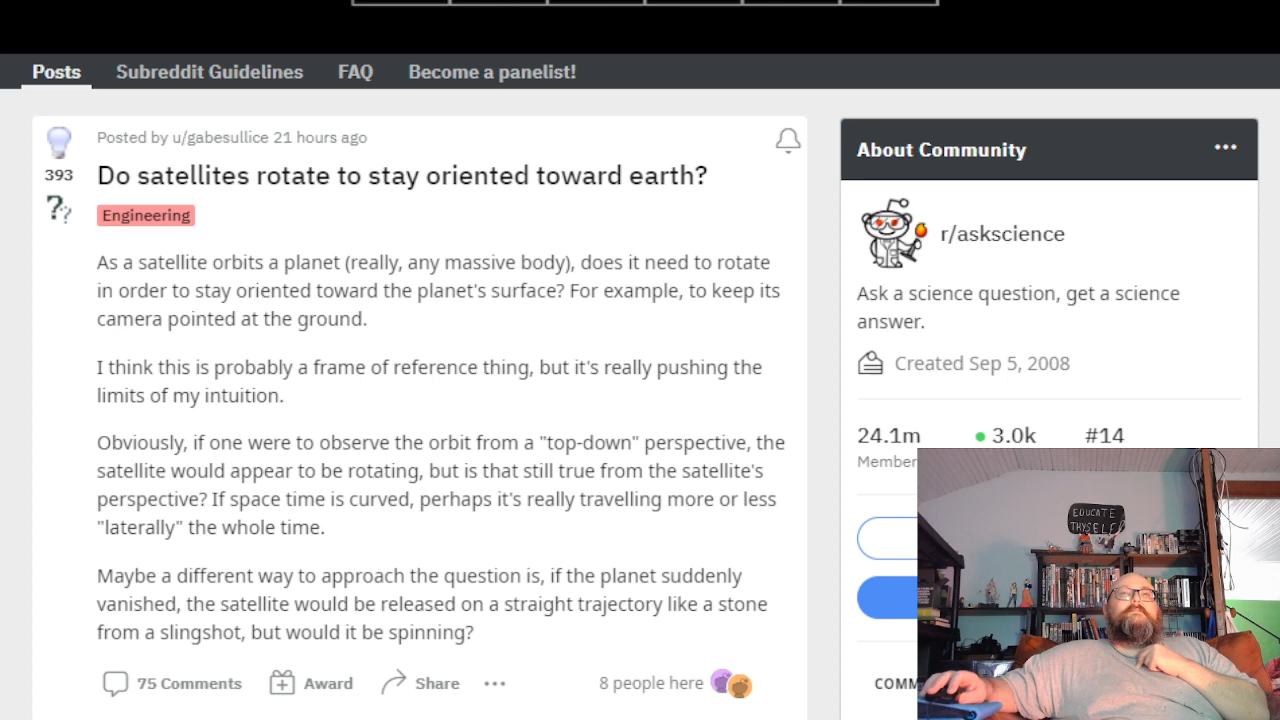 Posts Subreddit Guidelines FAQ Become a panelist!
Posted by u/gabesullice 21 hours ago
393
Do satellites rotate to stay oriented toward earth?
Engineering
As a satellite orbits a planet (really, any massive body), does it need to rotate
in order to stay oriented toward the planet's surface? For example, to keep its
camera pointed at the ground.
I think this is probably a frame of reference thing, but it's really pushing the
limits of my intuition.
Obviously, if one were to observe the orbit from a "top-down" perspective, the
satellite would appear to be rotating, but is that still true from the satellite's
perspective? If space time is curved, perhaps it's really travelling more or less
"laterally" the whole time.
Maybe a different way to approach the question is, if the planet suddenly
vanished, the satellite would be released on a straight trajectory like a stone
from a slingshot, but would it be spinning?
75 Comments Award Share ••• 8 people here
About Community •••
r/askscience
Ask a science question, get a science
answer.
Created Sep 5, 2008
24.1m 3.0k #14
Member
COMM
EDUCATE
THYSELF